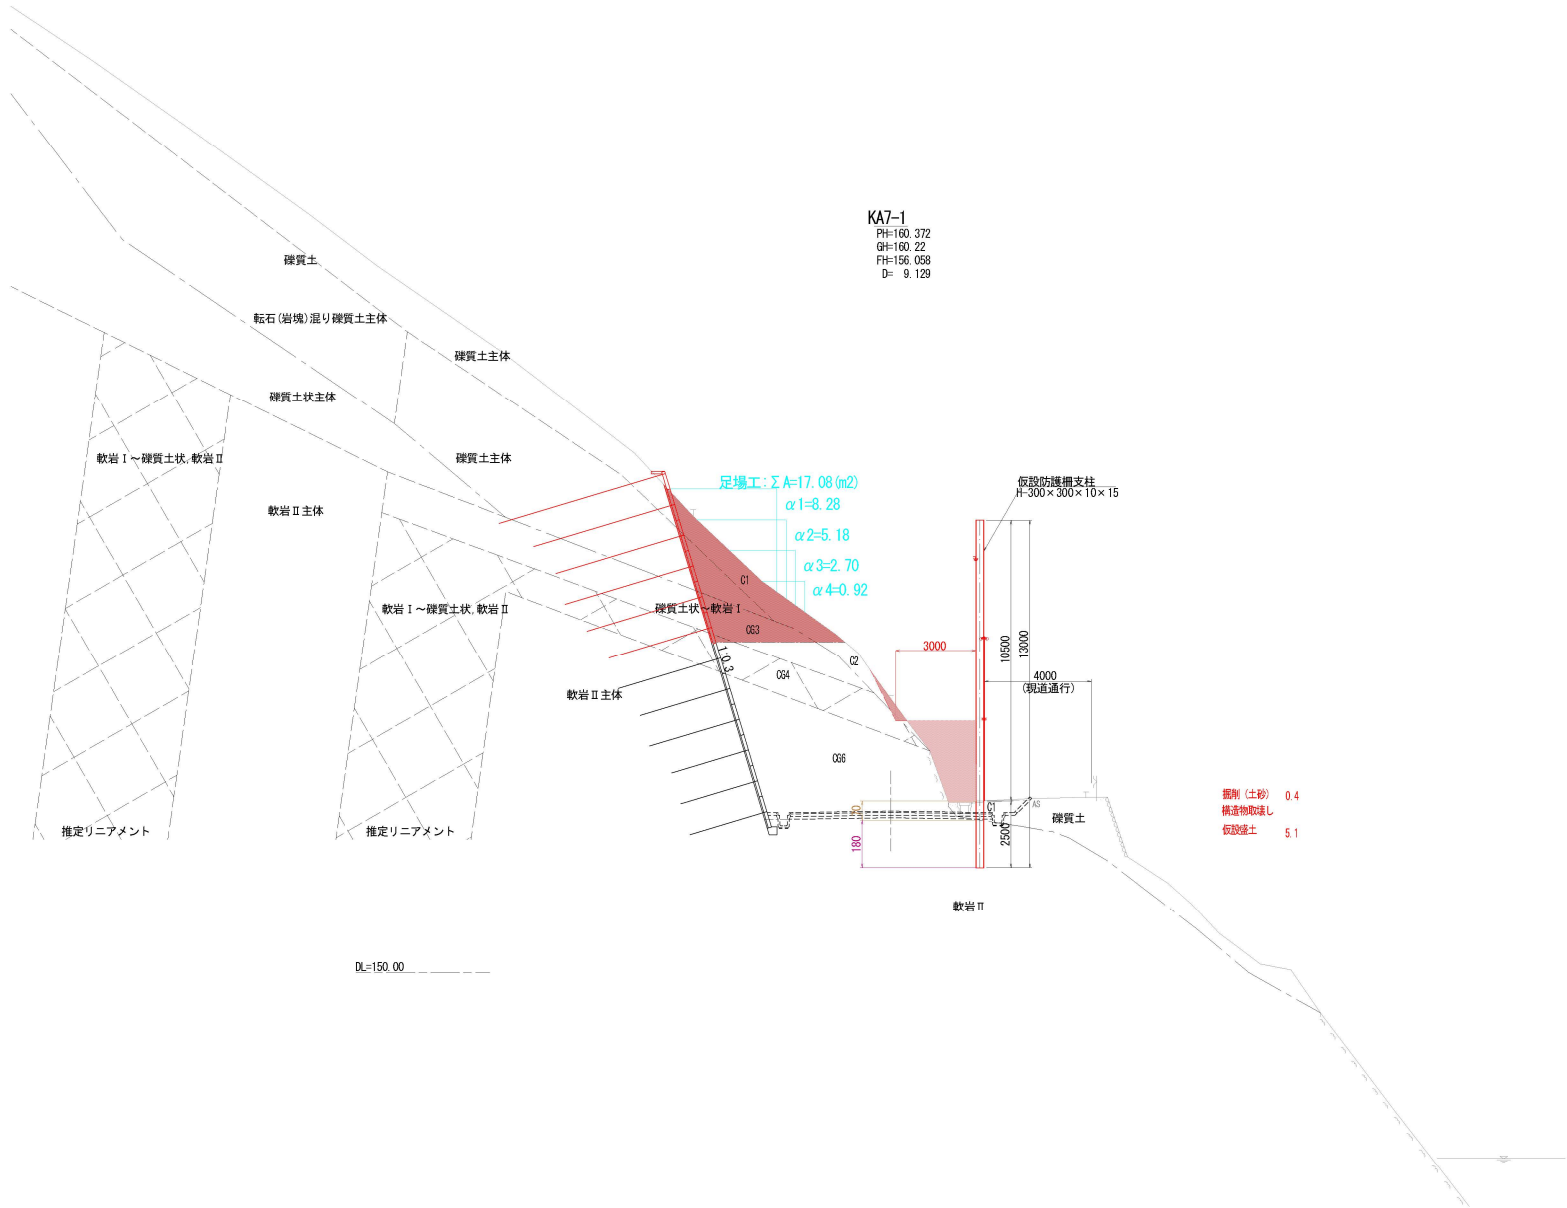 KA7-1
PH=160.372
GH=160.22
FH=156.058
D= 9.129
礫質土
転石(岩塊)混り礫質土主体
礫質土主体
礫質土状主体
軟岩Ⅰ～礫質土状,軟岩Ⅱ
礫質土主体
足場工:ΣA=17.08(m2)
α1=8.28
α2=5.18
α3=2.70
α4=0.92
仮設防護柵支柱
H-300×300×10×15
軟岩Ⅱ主体
C1
軟岩Ⅰ～礫質土状,軟岩Ⅱ
礫質土状～軟岩Ⅰ
CG3
1:0.3
C2
3000
10500
13000
CG4
4000
(現道通行)
軟岩Ⅱ主体
CG6
掘削（土砂） 0.4
構造物取壊し
仮設盛土 5.1
C1
AS
礫質土
180
2500
推定リニアメント
推定リニアメント
軟岩Ⅱ
DL=150.00